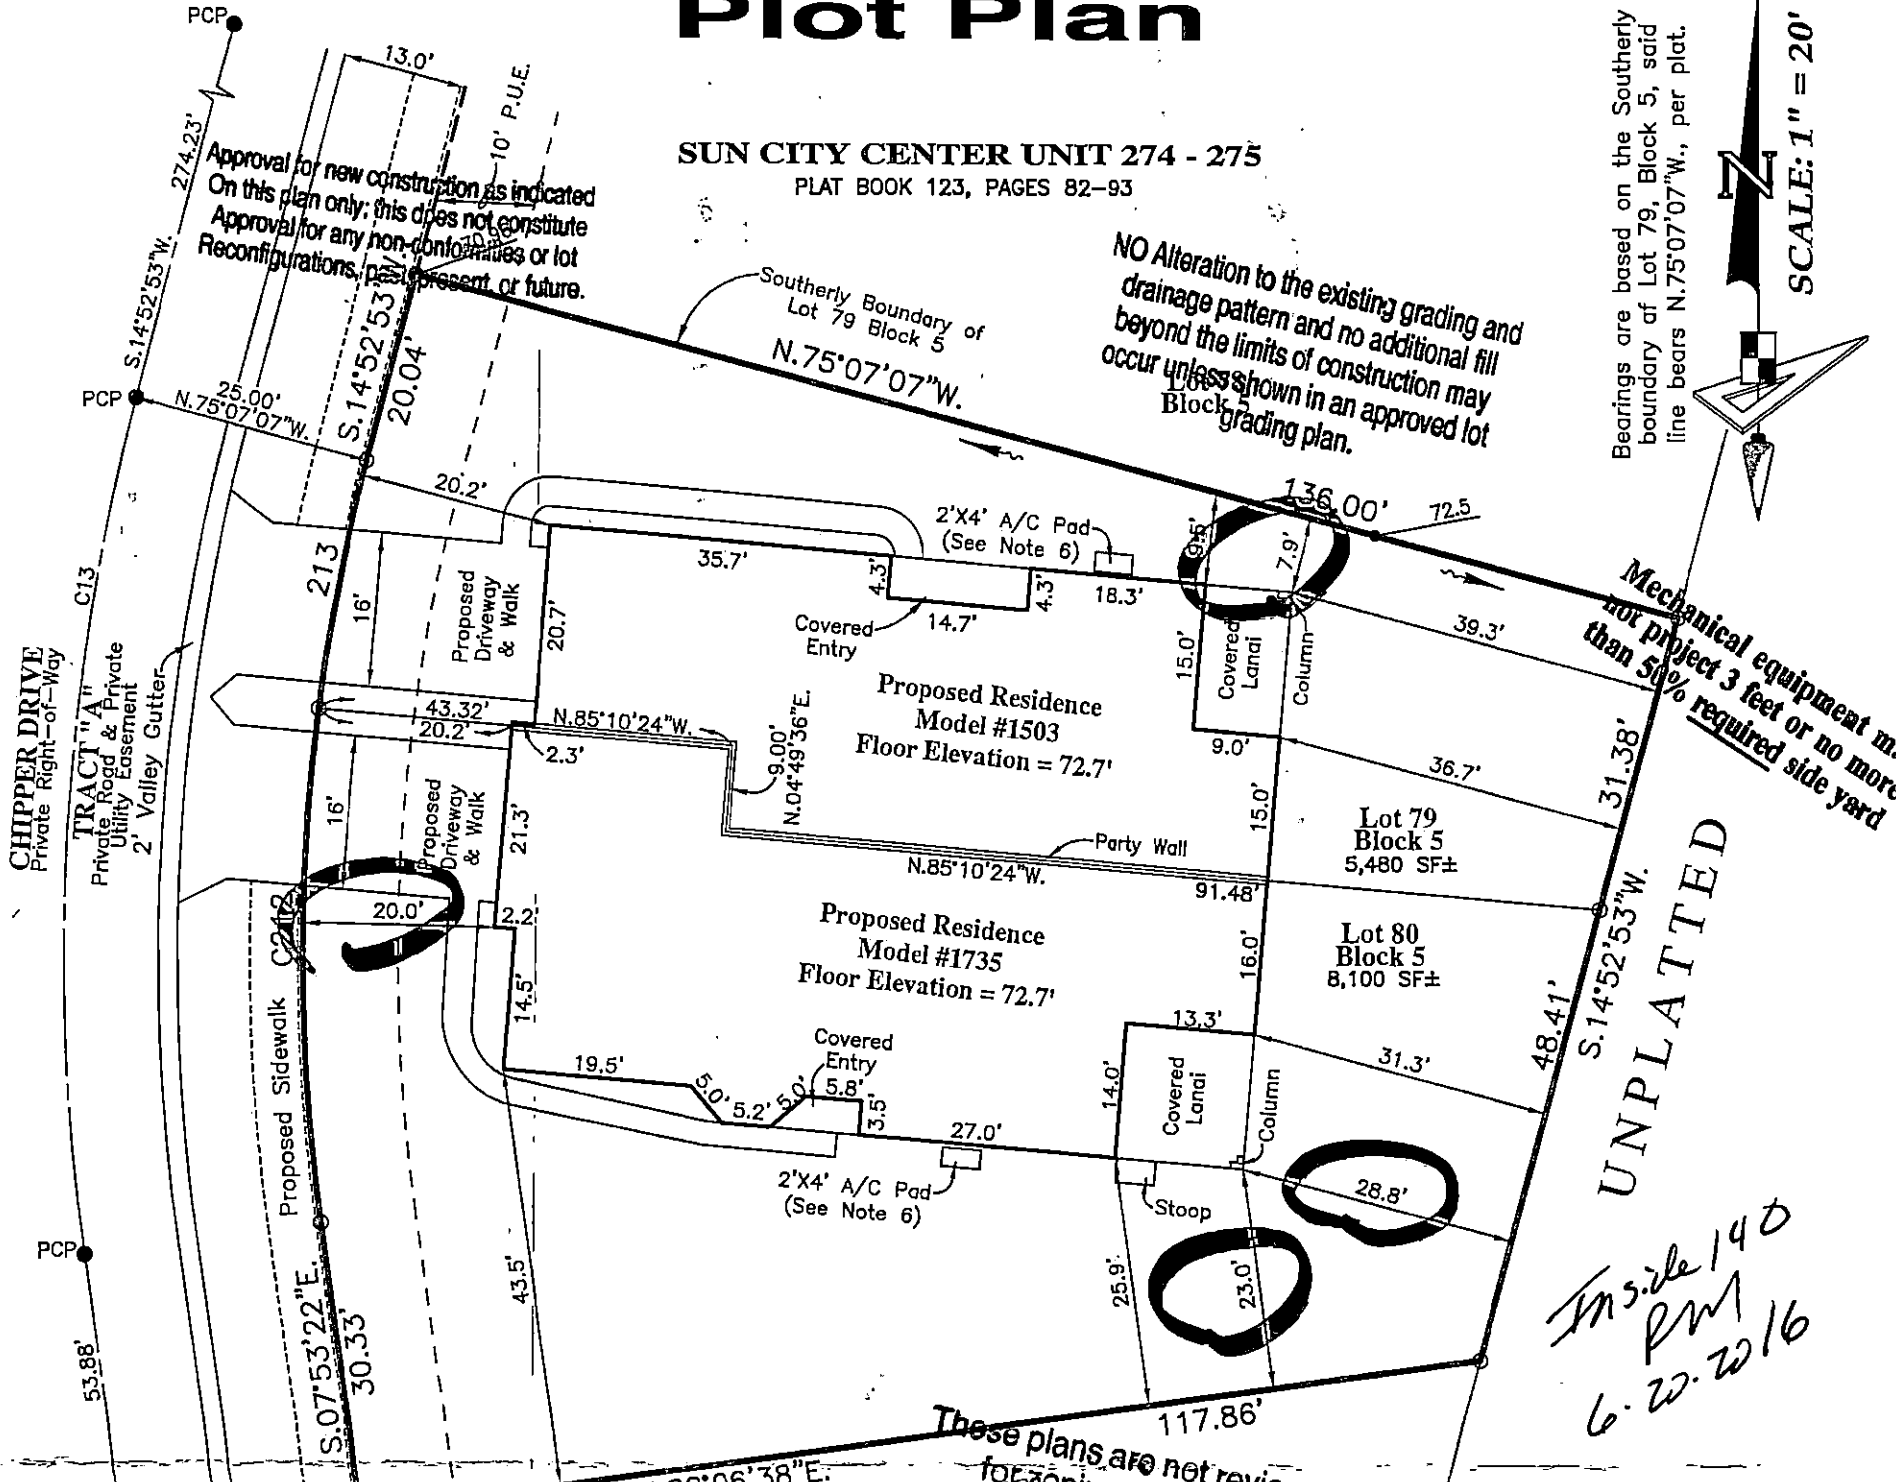 Plot Plan
SUN CITY CENTER UNIT 274 - 275
PLAT BOOK 123, PAGES 82-93
PCP
13.0'
10' P.U.E.
274.23'
S.14°52'53"W.
Approval for new construction as indicated
On this plan only; this does not constitute
Approval for any non-conformities or lot
Reconfigurations, past, present, or future.
Bearings are based on the Southerly
boundary of Lot 79, Block 5, said
line bears N.75°07'07"W., per plat.
N
SCALE: 1" = 20'
NO Alteration to the existing grading and
drainage pattern and no additional fill
beyond the limits of construction may
occur unless shown in an approved lot
grading plan.
Block 5
Southerly Boundary of
Lot 79 Block 5
N.75°07'07"W.
136.00'
72.5
S.14°52'53"W.
20.04'
PCP
25.00'
N.75°07'07"W.
20.2'
2'X4' A/C Pad
(See Note 6)
9.5'
7.9'
C13
213
16'
Proposed
Driveway
& Walk
20.7'
35.7'
4.3'
14.7'
4.3'
18.3'
Covered
Entry
15.0'
Covered
Lanai
Column
39.3'
Mechanical equipment
not project 3 feet or no more
than 50% required side yard
9.0'
36.7'
31.38'
CHIPPER DRIVE
Private Right-of-Way
TRACT "A"
Private Road & Private
Utility Easement
2' Valley Gutter
43.32'
20.2'
2.3'
N.85°10'24"W.
9.00'
N.04°49'36"E.
Proposed Residence
Model #1503
Floor Elevation = 72.7'
15.0'
Lot 79
Block 5
5,480 SF±
16'
Proposed
Driveway
& Walk
21.3'
Party Wall
N.85°10'24"W.
91.48'
20.0'
2.2'
Proposed Residence
Model #1735
Floor Elevation = 72.7'
16.0'
Lot 80
Block 5
8,100 SF±
S.14°52'53"W.
48.41'
UNPLATTED
Proposed Sidewalk
14.5'
19.5'
5.0'
5.2'
5.0'
5.8'
3.5'
Covered
Entry
27.0'
13.3'
14.0'
Covered
Lanai
Column
31.3'
2'X4' A/C Pad
(See Note 6)
Stoop
28.8'
PCP
53.88'
S.07°53'22"E.
30.33'
43.5'
25.9'
23.0'
117.86'
Inside 140
RM
6-20-2016
These plans are not